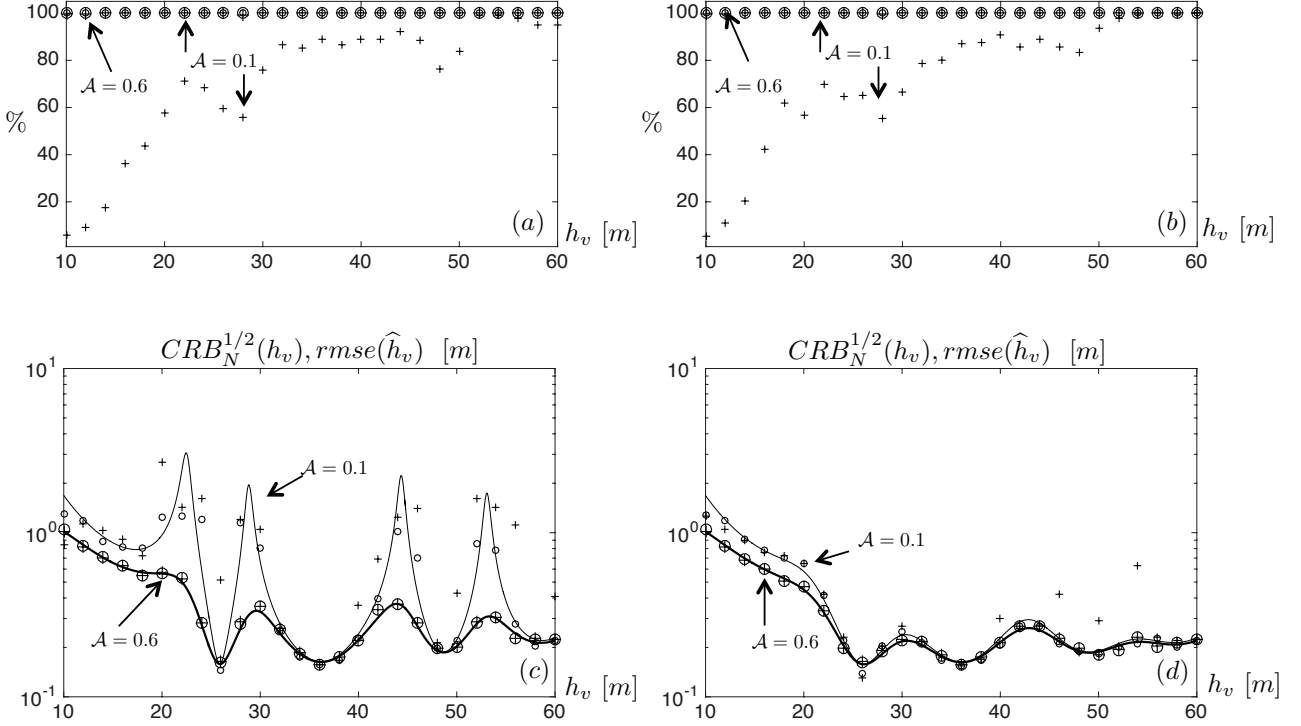 100
80
60
40
20
%
𝒜 = 0.6
𝒜 = 0.1
(a)
h_v [m]
10 20 30 40 50 60
100
80
60
40
20
%
𝒜 = 0.6
𝒜 = 0.1
(b)
h_v [m]
10 20 30 40 50 60
CRB_N^{1/2}(h_v), rmse(\widehat{h}_v) [m]
10^1
10^0
10^{-1}
𝒜 = 0.1
𝒜 = 0.6
(c)
h_v [m]
10 20 30 40 50 60
CRB_N^{1/2}(h_v), rmse(\widehat{h}_v) [m]
10^1
10^0
10^{-1}
𝒜 = 0.1
𝒜 = 0.6
(d)
h_v [m]
10 20 30 40 50 60